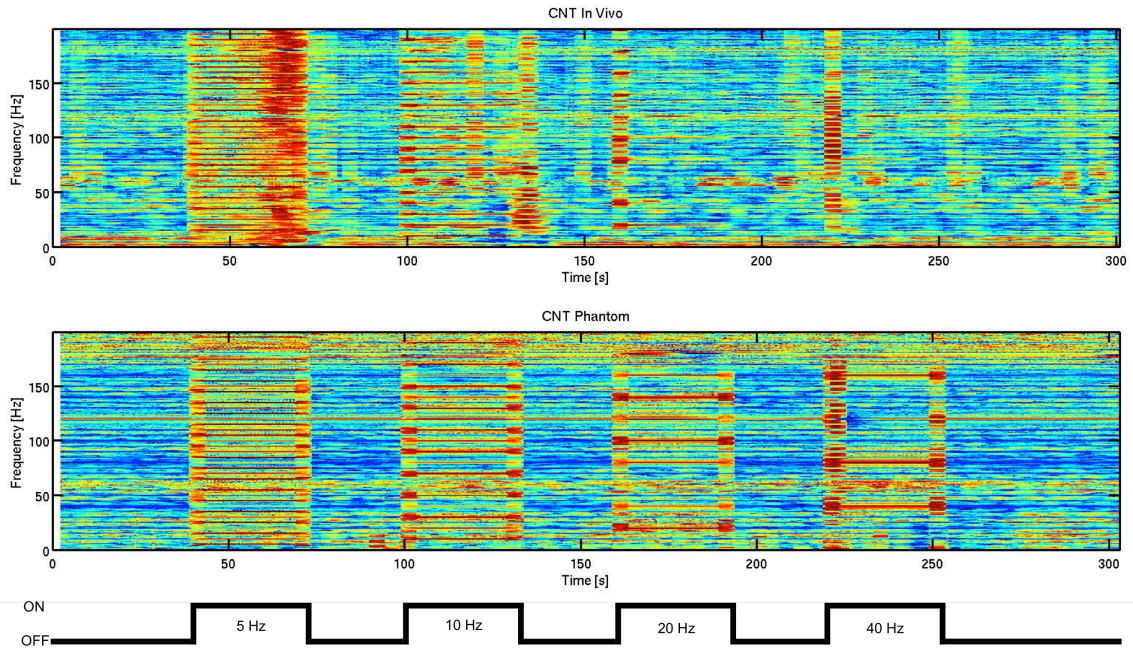 CNT In Vivo
Frequency [Hz]
150
100
50
0
0 50 100 150 200 250 300
Time [s]
CNT Phantom
Frequency [Hz]
150
100
50
0
0 50 100 150 200 250 300
Time [s]
ON
OFF
5 Hz 10 Hz 20 Hz 40 Hz